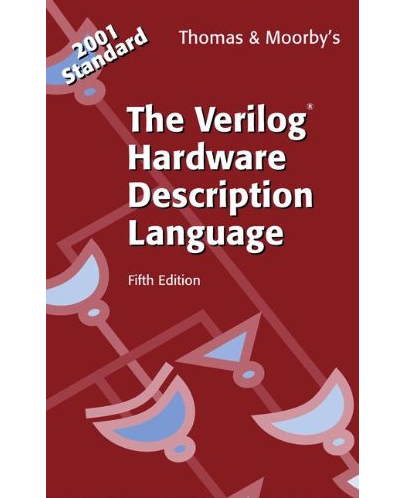 2001
Standard
Thomas & Moorby's
The Verilog®
Hardware
Description
Language
Fifth Edition